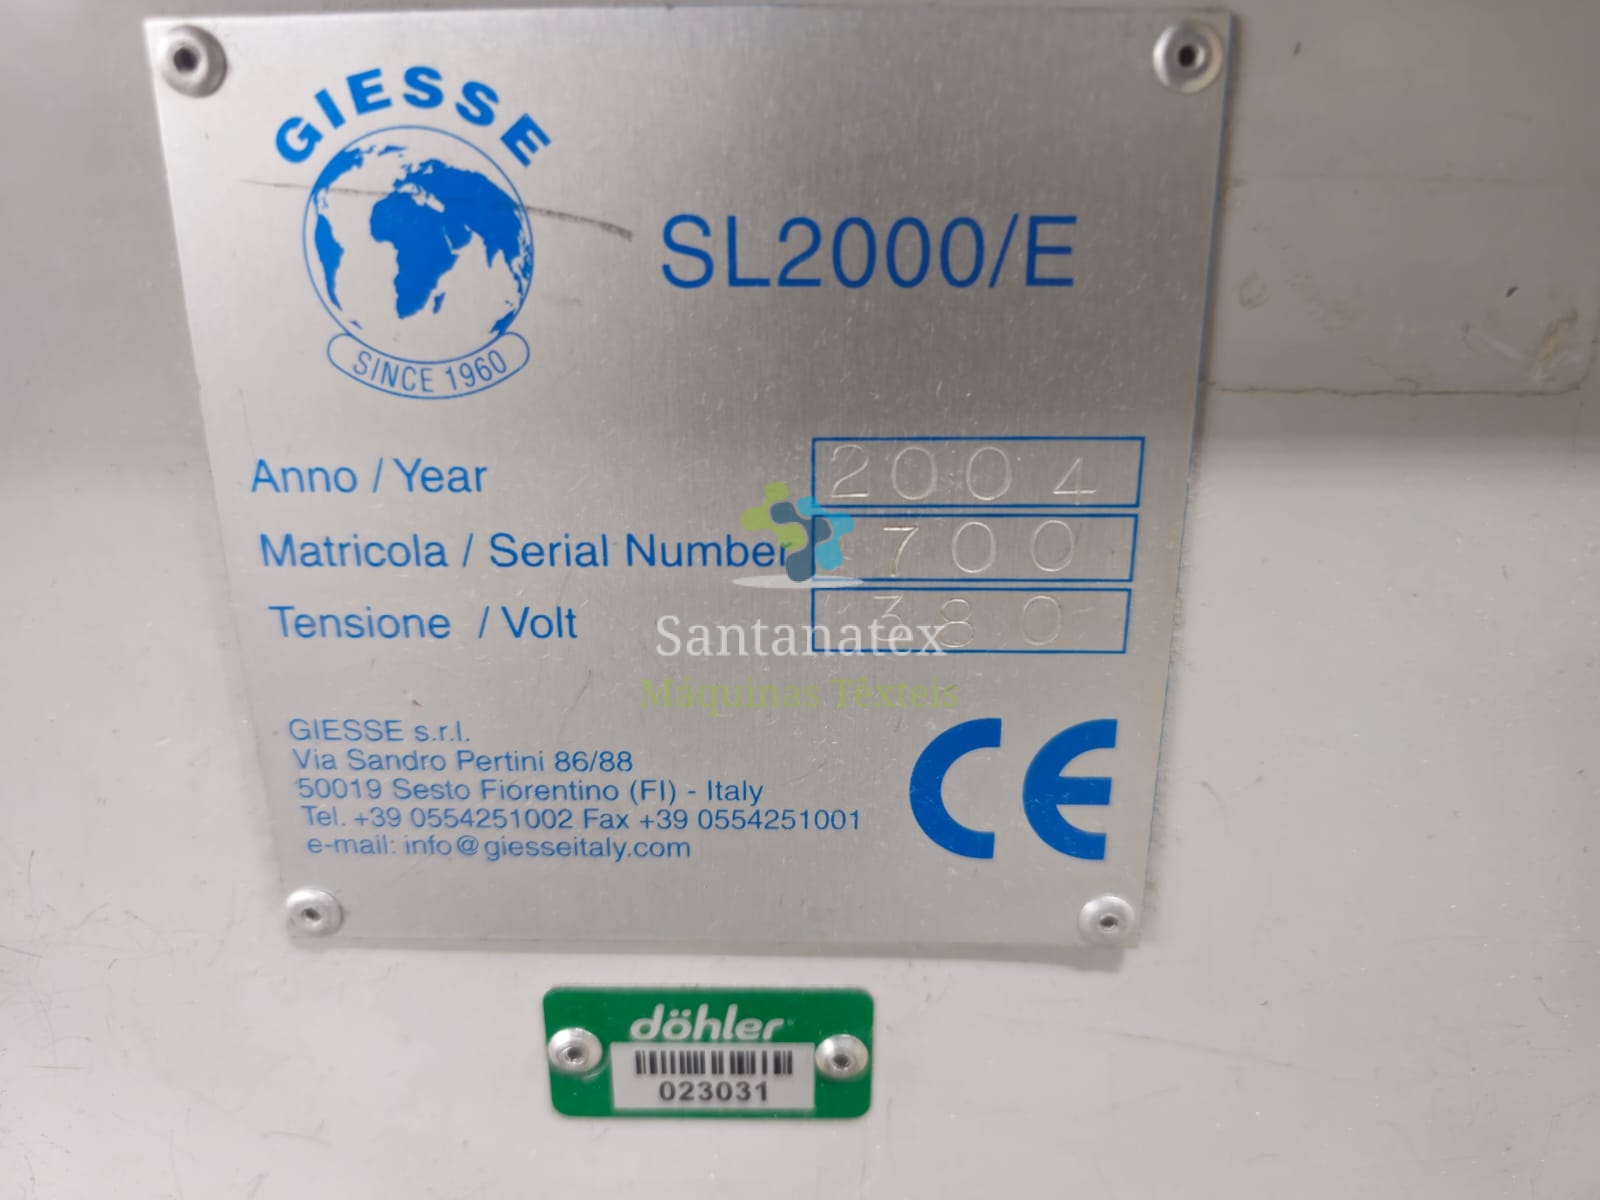 GIESSE
SINCE 1960
SL2000/E
Anno / Year 2004
Matricola / Serial Number 700
Tensione / Volt 380
Santanatex
Máquinas Têxteis
GIESSE s.r.l.
Via Sandro Pertini 86/88
50019 Sesto Fiorentino (FI) - Italy
Tel. +39 0554251002 Fax +39 0554251001
e-mail: info@giesseitaly.com
CE
döhler
023031